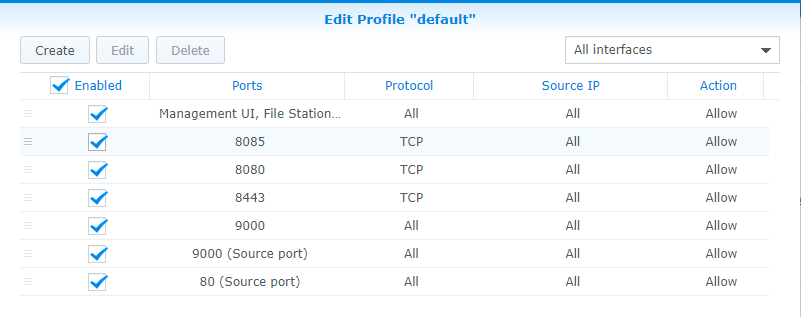 Edit Profile "default"
Create Edit Delete All interfaces
Enabled Ports Protocol Source IP Action
Management UI, File Station... All All Allow
8085 TCP All Allow
8080 TCP All Allow
8443 TCP All Allow
9000 All All Allow
9000 (Source port) All All Allow
80 (Source port) All All Allow